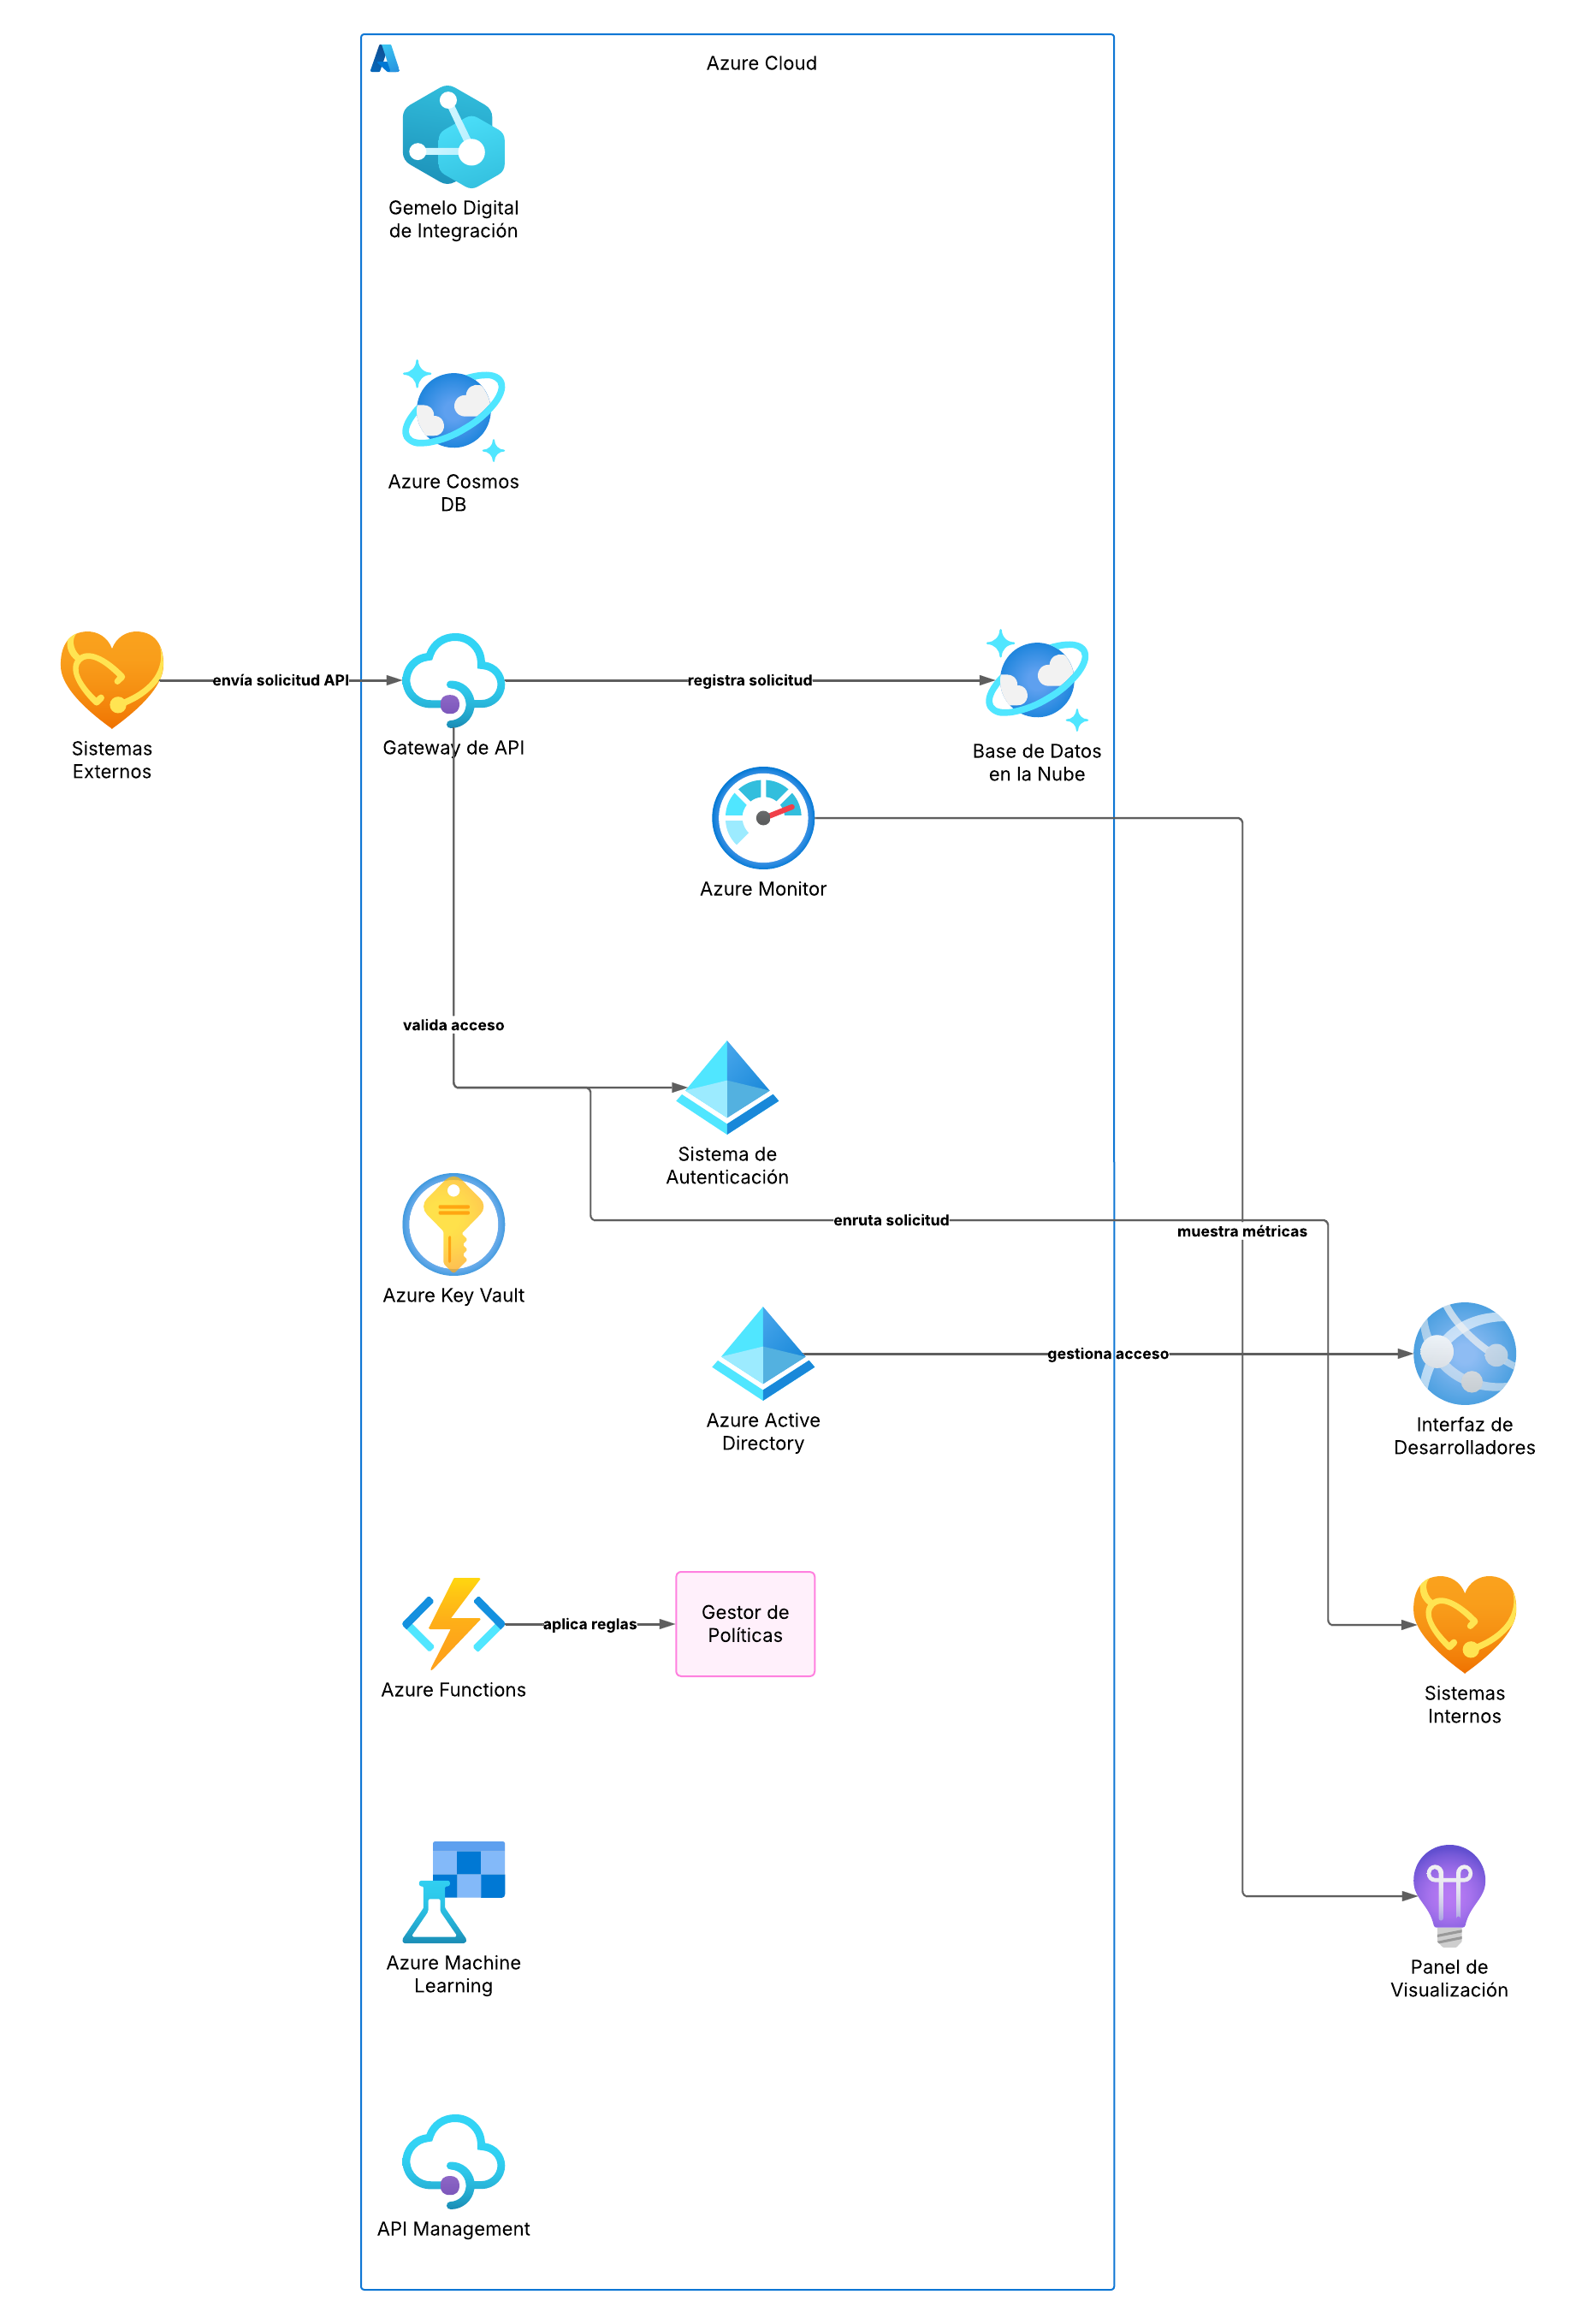 Azure Cloud
Gemelo Digital
de Integración
Azure Cosmos
DB
envía solicitud API
registra solicitud
Sistemas
Externos
Gateway de API
Base de Datos
en la Nube
Azure Monitor
valida acceso
Sistema de
Autenticación
enruta solicitud
muestra métricas
Azure Key Vault
gestiona acceso
Azure Active
Directory
Interfaz de
Desarrolladores
aplica reglas
Gestor de
Políticas
Azure Functions
Sistemas
Internos
Azure Machine
Learning
Panel de
Visualización
API Management